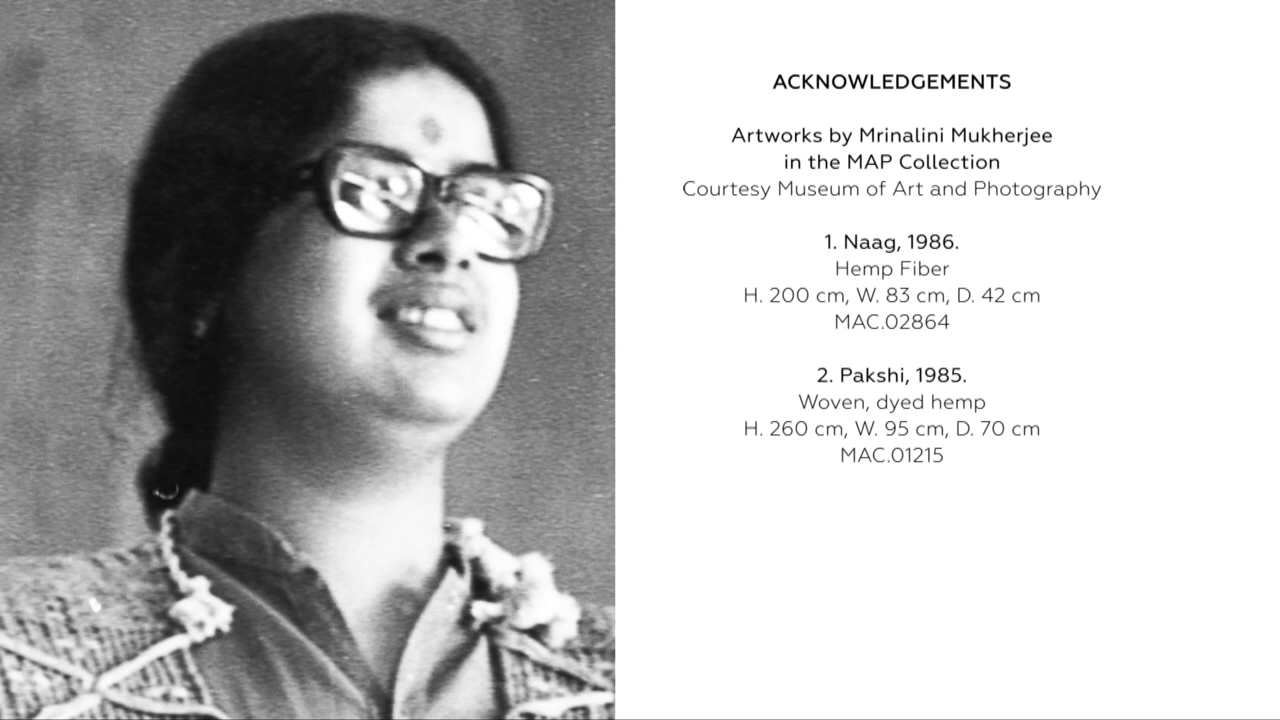 ACKNOWLEDGEMENTS
Artworks by Mrinalini Mukherjee
in the MAP Collection
Courtesy Museum of Art and Photography
1. Naag, 1986.
Hemp Fiber
H. 200 cm, W. 83 cm, D. 42 cm
MAC.02864
2. Pakshi, 1985.
Woven, dyed hemp
H. 260 cm, W. 95 cm, D. 70 cm
MAC.01215